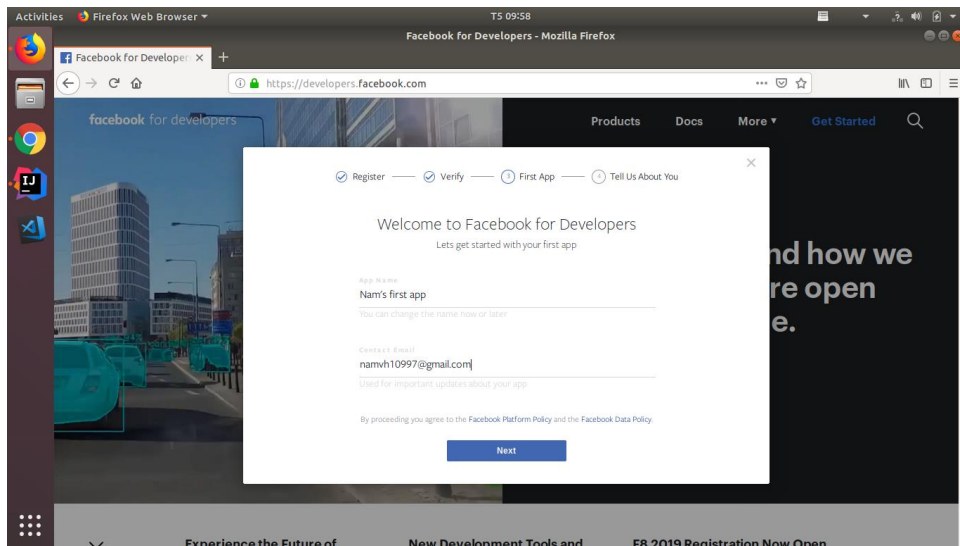 Activities Firefox Web Browser T5 09:58
Facebook for Developers - Mozilla Firefox
Facebook for Developer
https://developers.facebook.com
facebook for developers Products Docs More Get Started
Register Verify 3 First App 4 Tell Us About You
Welcome to Facebook for Developers
Lets get started with your first app
App Name
Nam's first app
You can change the name now or later
Contact Email
namvh10997@gmail.com
Used for important updates about your app
By proceeding you agree to the Facebook Platform Policy and the Facebook Data Policy.
Next
nd how we
re open
e.
Experience the Future of New Development Tools and F8 2019 Registration Now Open